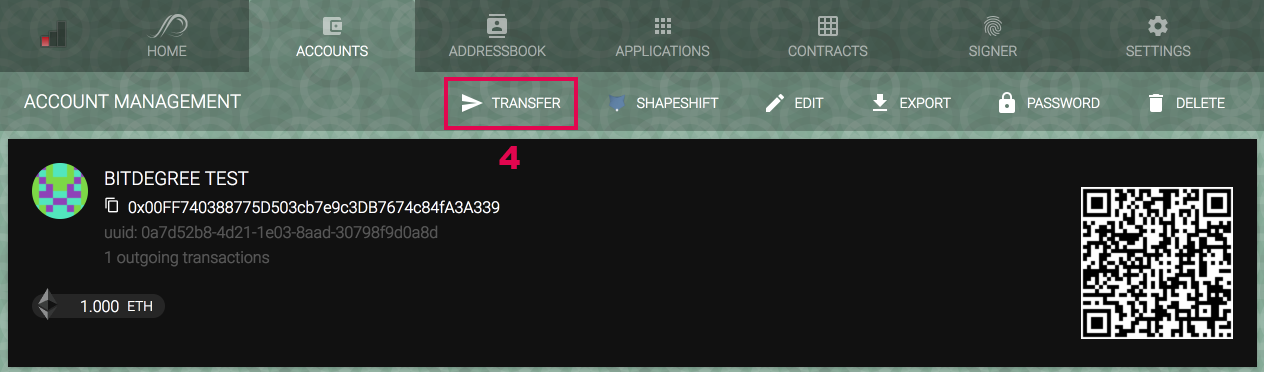 HOME
ACCOUNTS
ADDRESSBOOK
APPLICATIONS
CONTRACTS
SIGNER
SETTINGS
ACCOUNT MANAGEMENT
TRANSFER
SHAPESHIFT
EDIT
EXPORT
PASSWORD
DELETE
4
BITDEGREE TEST
0x00FF740388775D503cb7e9c3DB7674c84fA3A339
uuid: 0a7d52b8-4d21-1e03-8aad-30798f9d0a8d
1 outgoing transactions
1.000 ETH